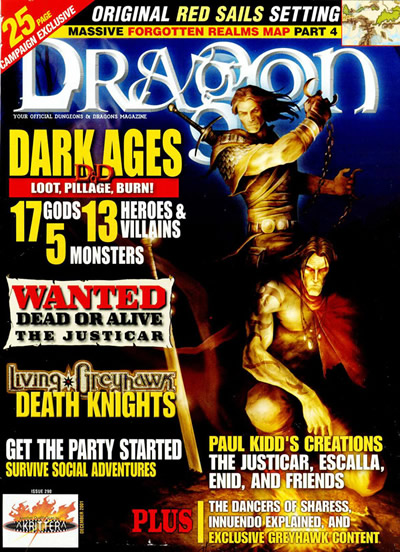 25 PAGE
CAMPAIGN EXCLUSIVE
ORIGINAL RED SAILS SETTING
MASSIVE FORGOTTEN REALMS MAP PART 4
DRAGON
YOUR OFFICIAL DUNGEONS & DRAGONS MAGAZINE
DARK AGES
D&D
LOOT, PILLAGE, BURN!
17 GODS 13 HEROES & VILLAINS
5 MONSTERS
WANTED
DEAD OR ALIVE
THE JUSTICAR
Living Greyhawk
DEATH KNIGHTS
GET THE PARTY STARTED
SURVIVE SOCIAL ADVENTURES
PAUL KIDD'S CREATIONS
THE JUSTICAR, ESCALLA,
ENID, AND FRIENDS
ISSUE 290
DECEMBER 2001
PLUS
THE DANCERS OF SHARESS,
INNUENDO EXPLAINED, AND
EXCLUSIVE GREYHAWK CONTENT